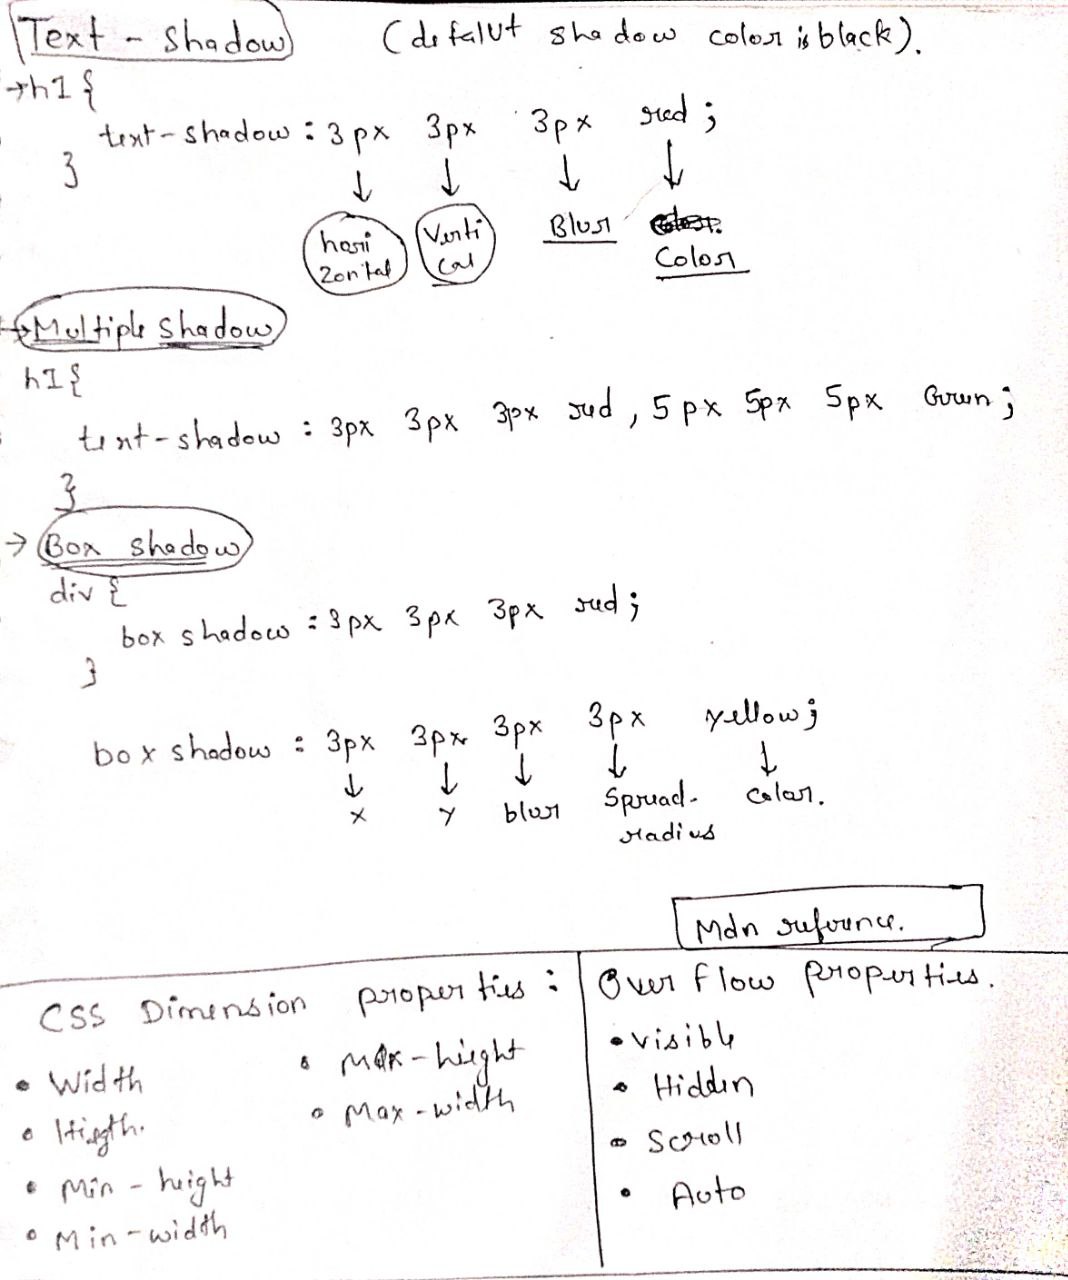 Text - shadow (defalut shadow color is black).
→h1 {
text-shadow : 3px 3px 3px red ;
}
↓ ↓ ↓ ↓
hori
zontal
Verti
cal
Blur
Color
→Multiple shadow
h1 {
text-shadow : 3px 3px 3px red , 5px 5px 5px Green ;
}
→ Box shadow
div {
box shadow : 3px 3px 3px red ;
}
box shadow : 3px 3px 3px 3px yellow ;
↓ ↓ ↓ ↓ ↓
x y blur Spread- color.
radius
Mdn reference.
CSS Dimension properties :
• Width
• Higth.
• Min - height
• Min - width
• Max - hieght
• Max - width
Over flow properties.
• visible
• Hidden
• Scroll
• Auto